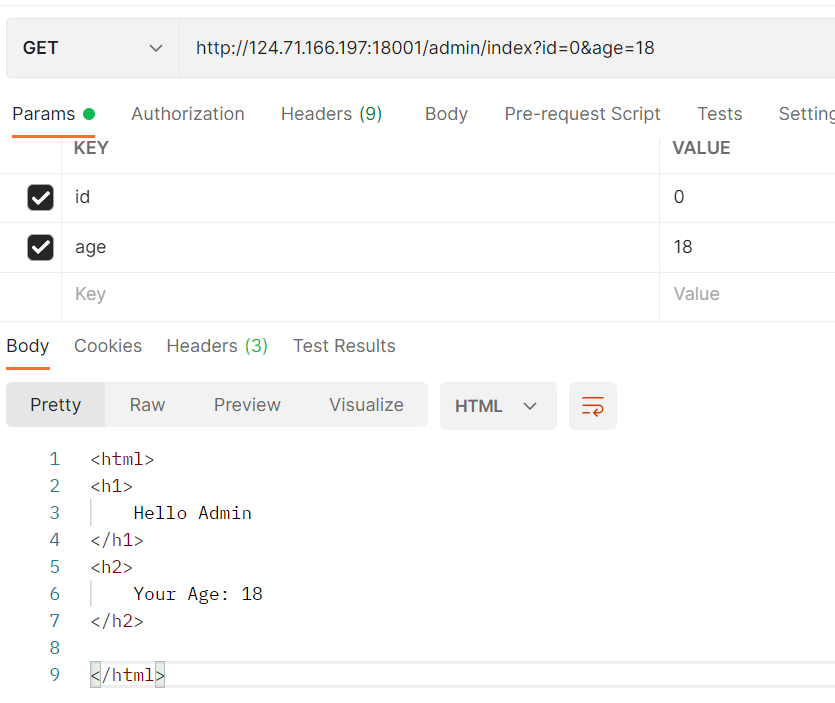 GET http://124.71.166.197:18001/admin/index?id=0&age=18
Params Authorization Headers (9) Body Pre-request Script Tests Setting
KEY VALUE
id 0
age 18
Key Value
Body Cookies Headers (3) Test Results
Pretty Raw Preview Visualize HTML
1 <html>
2 <h1>
3 Hello Admin
4 </h1>
5 <h2>
6 Your Age: 18
7 </h2>
8
9 </html>